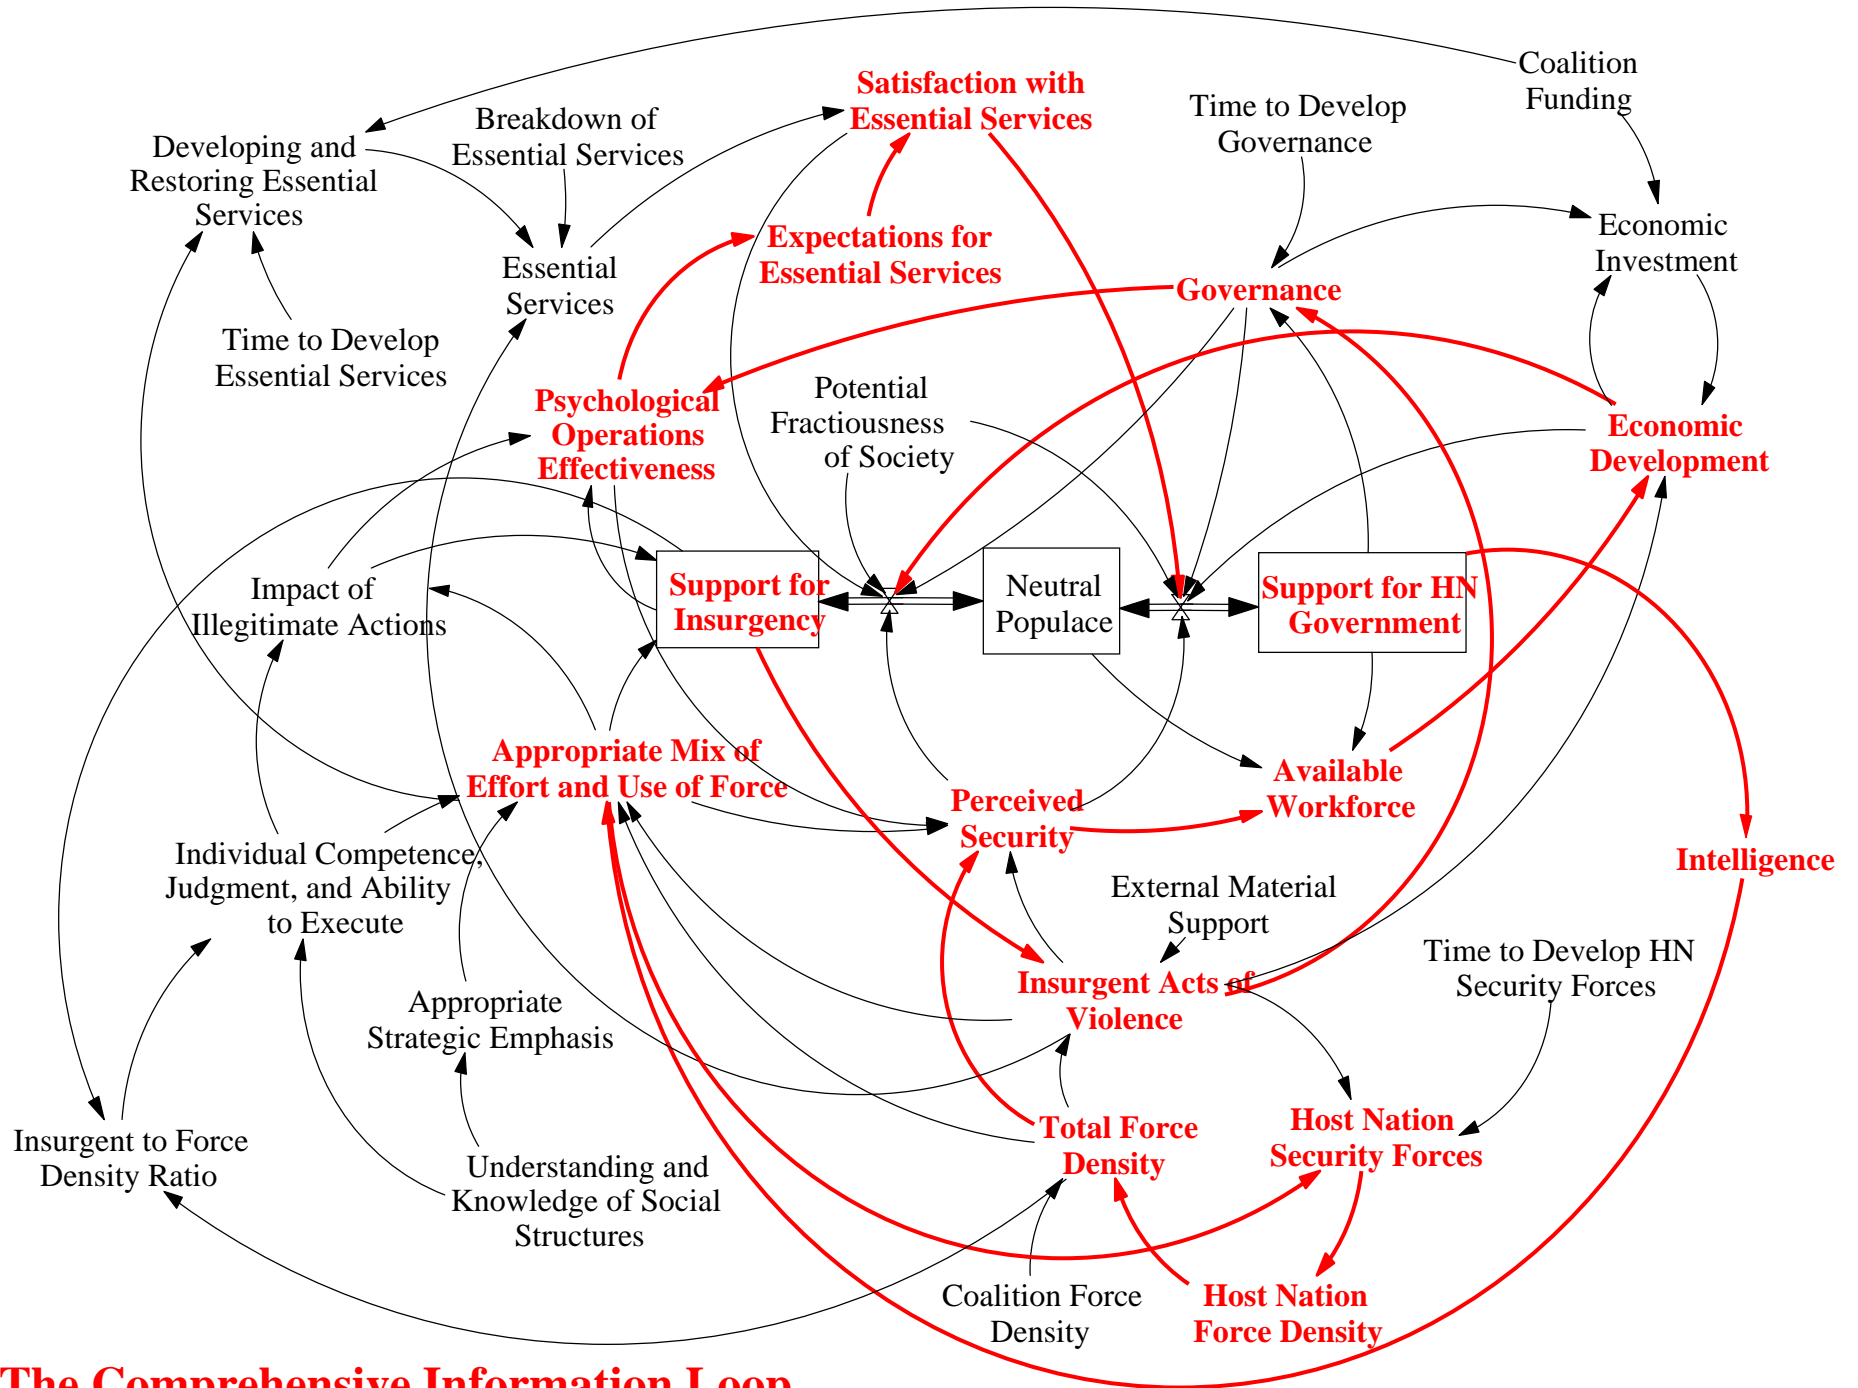 Coalition
Funding
Satisfaction with
Essential Services
Time to Develop
Governance
Breakdown of
Essential Services
Developing and
Restoring Essential
Services
Economic
Investment
Expectations for
Essential Services
Essential
Services
Governance
Time to Develop
Essential Services
Potential
Fractiousness
of Society
Psychological
Operations
Effectiveness
Economic
Development
Impact of
Illegitimate Actions
Support for
Insurgency
Neutral
Populace
Support for HN
Government
Appropriate Mix of
Effort and Use of Force
Perceived
Security
Available
Workforce
Intelligence
Individual Competence,
Judgment, and Ability
to Execute
External Material
Support
Time to Develop HN
Security Forces
Insurgent Acts of
Violence
Appropriate
Strategic Emphasis
Insurgent to Force
Density Ratio
Total Force
Density
Host Nation
Security Forces
Understanding and
Knowledge of Social
Structures
Coalition Force
Density
Host Nation
Force Density
The Comprehensive Information Loop